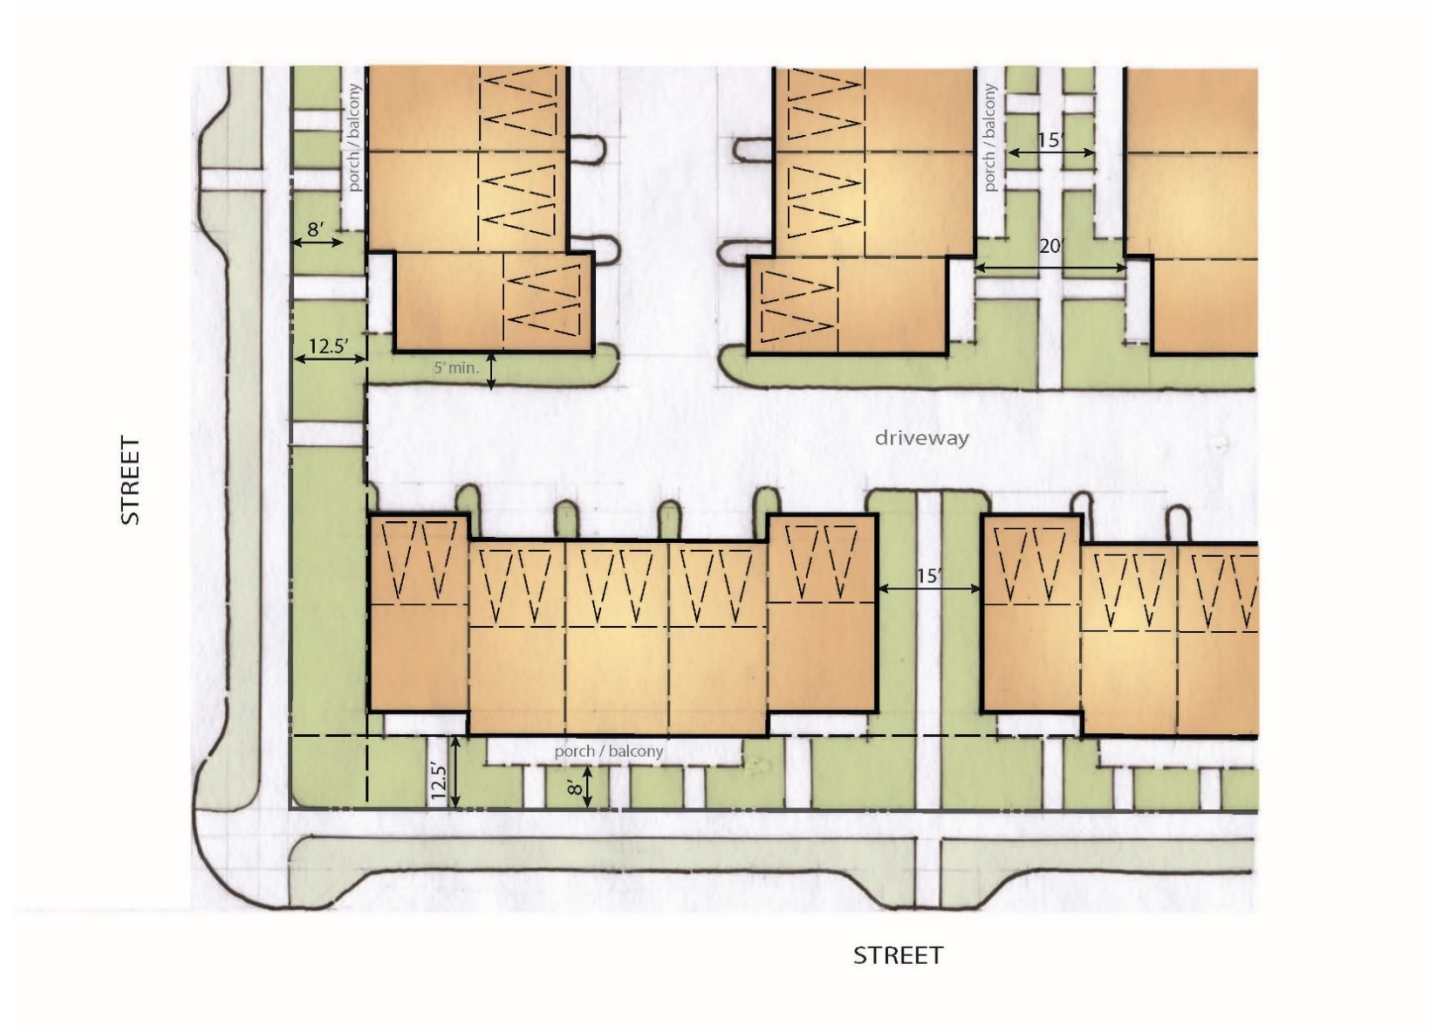 porch / balcony
porch / balcony
15'
8'
20'
12.5'
5' min.
driveway
STREET
15'
porch / balcony
12.5'
8'
STREET